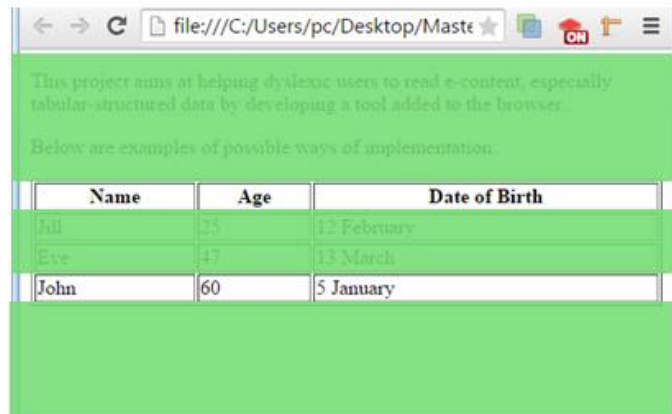 file:///C:/Users/pc/Desktop/Maste
ON
This project aims at helping dyslexic users to read e-content, especially
tabular-structured data by developing a tool added to the browser.
Below are examples of possible ways of implementation.
Name Age Date of Birth
Jill 25 12 February
Eve 47 13 March
John 60 5 January